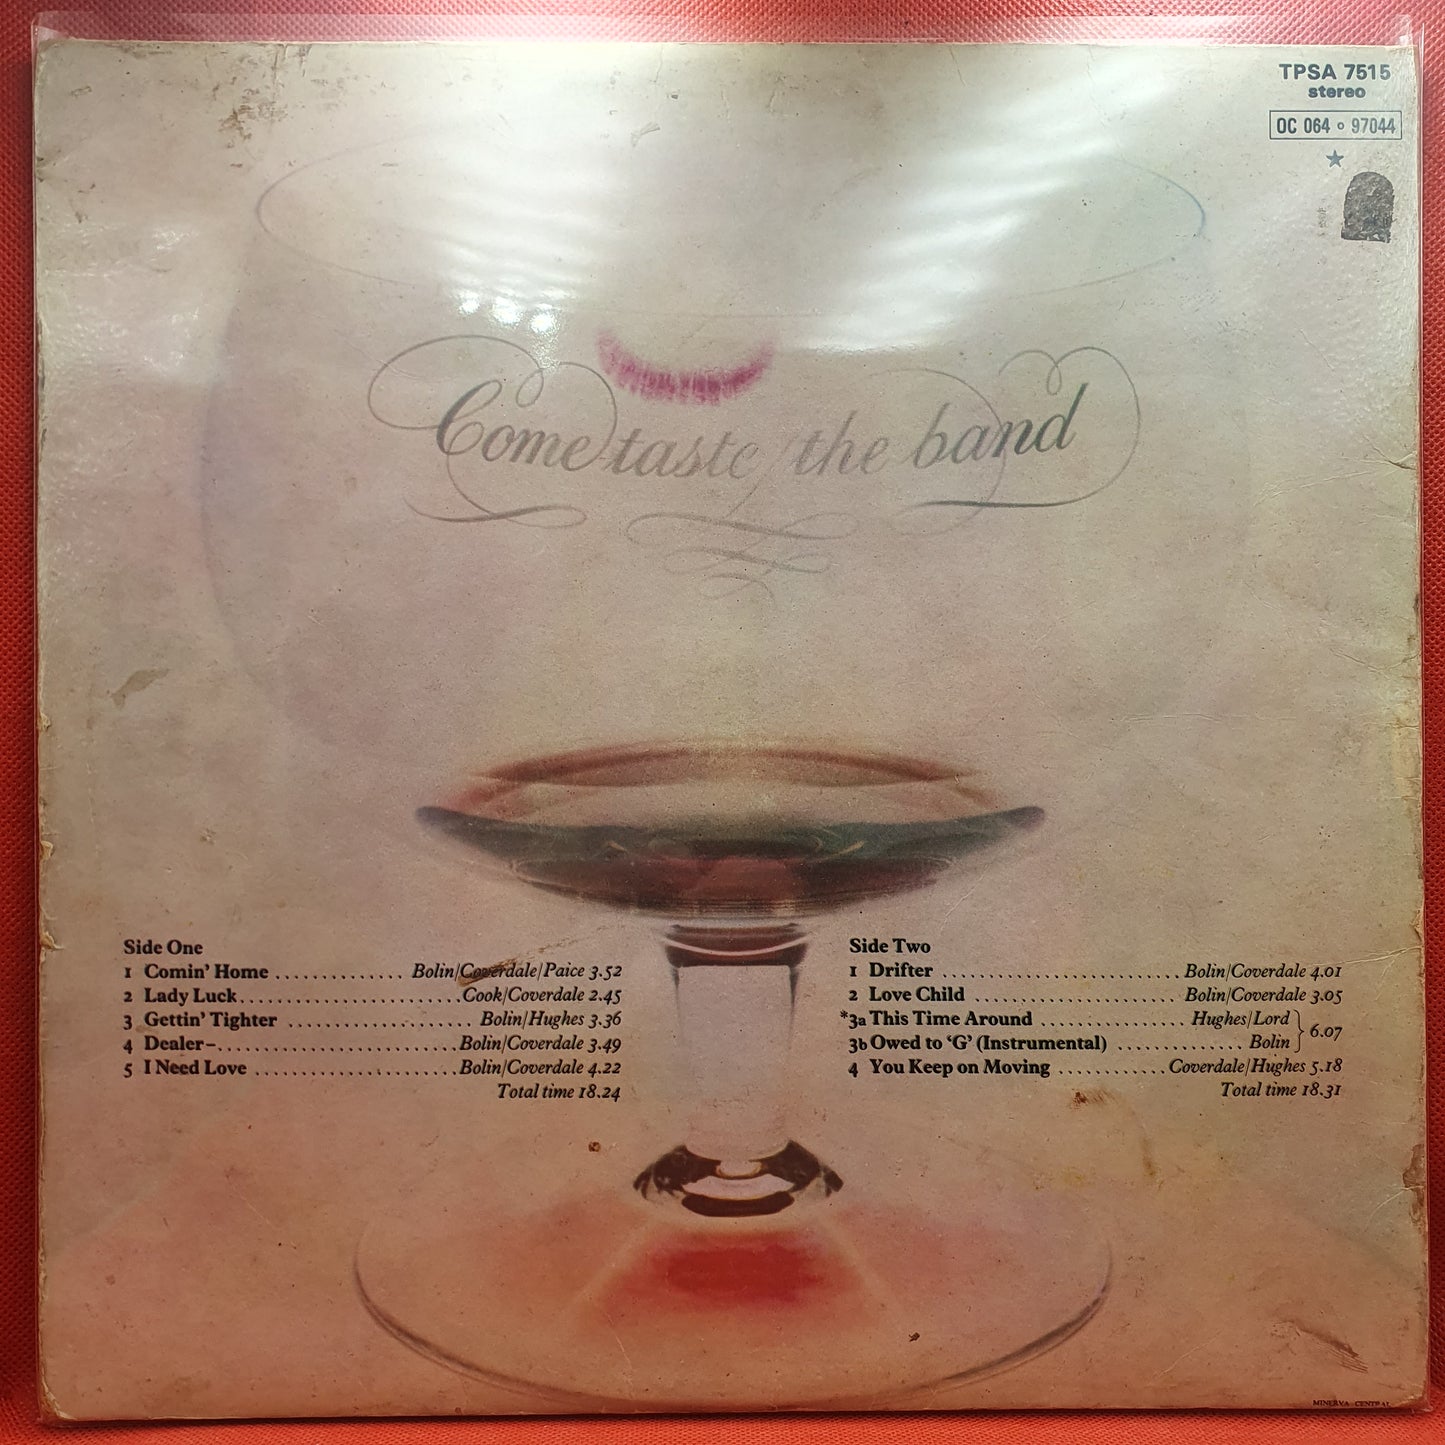 TPSA 7515
stereo
OC 064 ○ 97044
Come taste the band
Side One
1 Comin' Home .............. Bolin/Coverdale/Paice 3.52
2 Lady Luck......................... Cook/Coverdale 2.45
3 Gettin' Tighter .................... Bolin/Hughes 3.36
4 Dealer–.......................... Bolin/Coverdale 3.49
5 I Need Love ...................... Bolin/Coverdale 4.22
Total time 18.24
Side Two
1 Drifter .......................... Bolin/Coverdale 4.01
2 Love Child ...................... Bolin/Coverdale 3.05
*3a This Time Around ................ Hughes/Lord
3b Owed to 'G' (Instrumental) .............. Bolin } 6.07
4 You Keep on Moving ............ Coverdale/Hughes 5.18
Total time 18.31
MINERVA CENTRAL